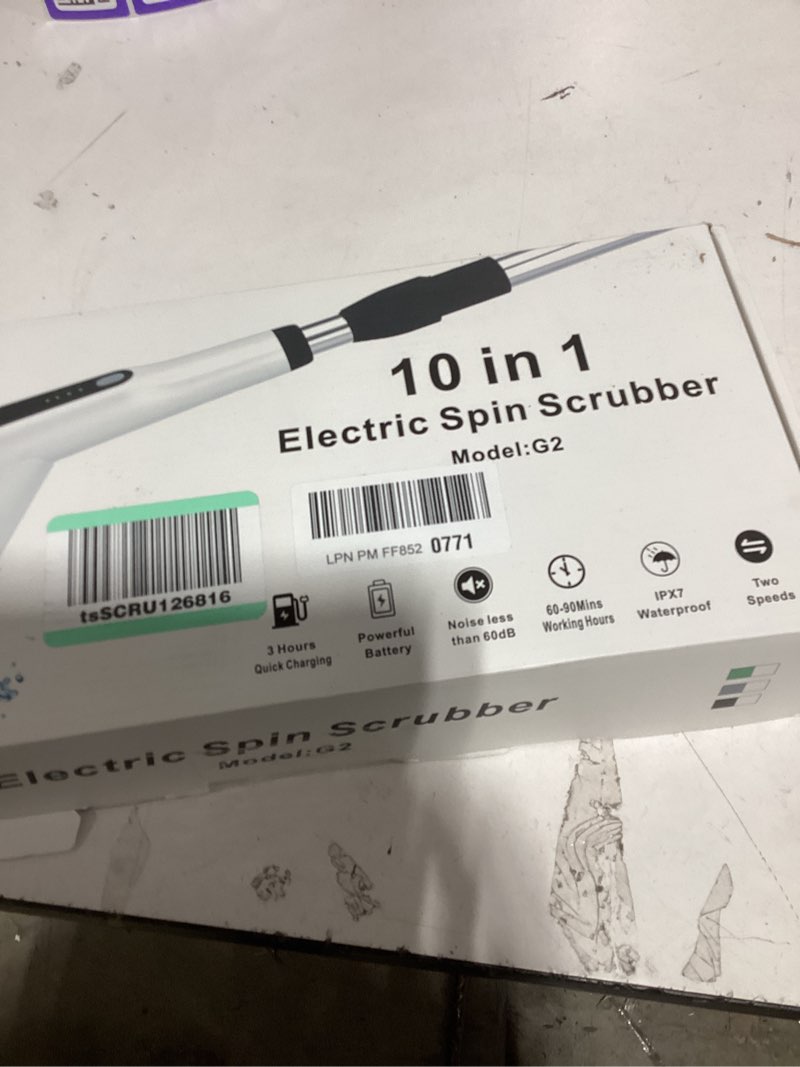 10 in 1
Electric Spin Scrubber
Model:G2
LPN PM FF852 0771
tsSCRU126816
3 Hours
Quick Charging
Powerful
Battery
Noise less
than 60dB
60-90Mins
Working Hours
IPX7
Waterproof
Two
Speeds
Electric Spin Scrubber
Model:G2